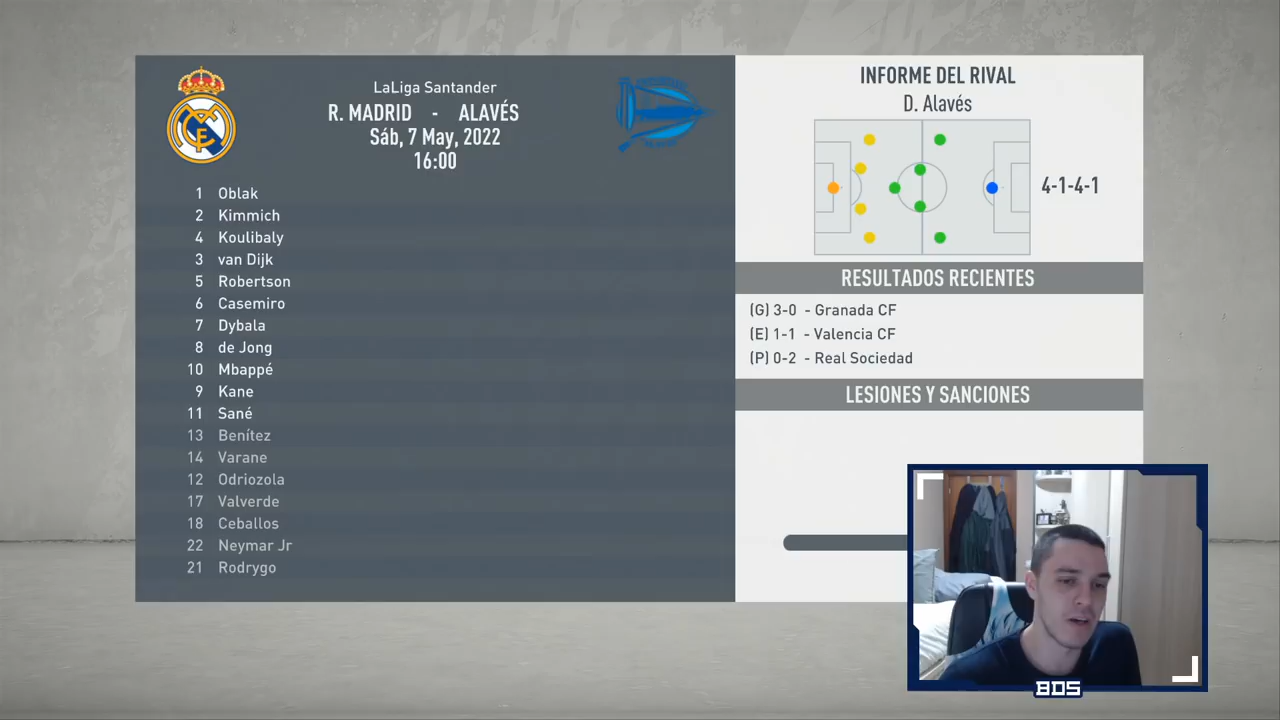 LaLiga Santander
R. MADRID - ALAVÉS
Sáb, 7 May, 2022
16:00
1 Oblak
2 Kimmich
4 Koulibaly
3 van Dijk
5 Robertson
6 Casemiro
7 Dybala
8 de Jong
10 Mbappé
9 Kane
11 Sané
13 Benítez
14 Varane
12 Odriozola
17 Valverde
18 Ceballos
22 Neymar Jr
21 Rodrygo
INFORME DEL RIVAL
D. Alavés
4-1-4-1
RESULTADOS RECIENTES
(G) 3-0 - Granada CF
(E) 1-1 - Valencia CF
(P) 0-2 - Real Sociedad
LESIONES Y SANCIONES
BDS